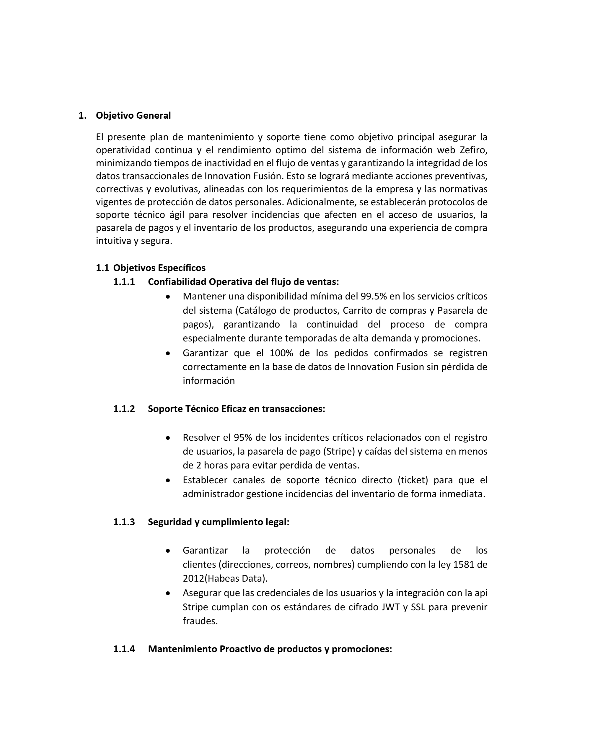 1. Objetivo General
El presente plan de mantenimiento y soporte tiene como objetivo principal asegurar la
operatividad continua y el rendimiento optimo del sistema de información web Zefiro,
minimizando tiempos de inactividad en el flujo de ventas y garantizando la integridad de los
datos transaccionales de Innovation Fusión. Esto se logrará mediante acciones preventivas,
correctivas y evolutivas, alineadas con los requerimientos de la empresa y las normativas
vigentes de protección de datos personales. Adicionalmente, se establecerán protocolos de
soporte técnico ágil para resolver incidencias que afecten en el acceso de usuarios, la
pasarela de pagos y el inventario de los productos, asegurando una experiencia de compra
intuitiva y segura.
1.1 Objetivos Específicos
1.1.1 Confiabilidad Operativa del flujo de ventas:
• Mantener una disponibilidad mínima del 99.5% en los servicios críticos
del sistema (Catálogo de productos, Carrito de compras y Pasarela de
pagos), garantizando la continuidad del proceso de compra
especialmente durante temporadas de alta demanda y promociones.
• Garantizar que el 100% de los pedidos confirmados se registren
correctamente en la base de datos de Innovation Fusion sin pérdida de
información
1.1.2 Soporte Técnico Eficaz en transacciones:
• Resolver el 95% de los incidentes críticos relacionados con el registro
de usuarios, la pasarela de pago (Stripe) y caídas del sistema en menos
de 2 horas para evitar perdida de ventas.
• Establecer canales de soporte técnico directo (ticket) para que el
administrador gestione incidencias del inventario de forma inmediata.
1.1.3 Seguridad y cumplimiento legal:
• Garantizar la protección de datos personales de los
clientes (direcciones, correos, nombres) cumpliendo con la ley 1581 de
2012(Habeas Data).
• Asegurar que las credenciales de los usuarios y la integración con la api
Stripe cumplan con os estándares de cifrado JWT y SSL para prevenir
fraudes.
1.1.4 Mantenimiento Proactivo de productos y promociones: